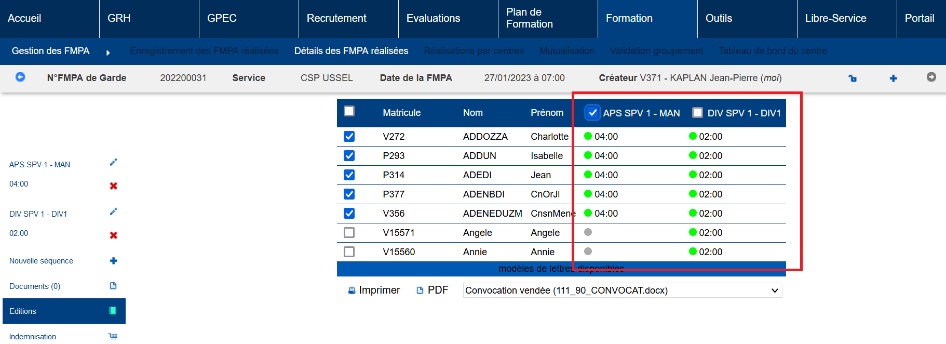 Accueil GRH GPEC Recrutement Evaluations Plan de Formation Formation Outils Libre-Service Portail
Gestion des FMPA Enregistrement des FMPA réalisées Détails des FMPA réalisées Réalisations par centres Mutualisation Validation groupement Tableau de bord du centre
N°FMPA de Garde 202200031 Service CSP USSEL Date de la FMPA 27/01/2023 à 07:00 Créateur V371 - KAPLAN Jean-Pierre (moi)
Matricule Nom Prénom APS SPV 1 - MAN DIV SPV 1 - DIV1
V272 ADDOZZA Charlotte 04:00 02:00
P293 ADDUN Isabelle 04:00 02:00
P314 ADEDI Jean 04:00 02:00
P377 ADENBDI CnOrJl 04:00 02:00
V356 ADENEDUZM CnsnMene 04:00 02:00
V15571 Angele Angele 02:00
V15560 Annie Annie 02:00
modèles de lettres disponibles
Imprimer PDF Convocation vendée (111_90_CONVOCAT.docx)
APS SPV 1 - MAN
04:00
DIV SPV 1 - DIV1
02:00
Nouvelle séquence
Documents (0)
Editions
Indemnisation